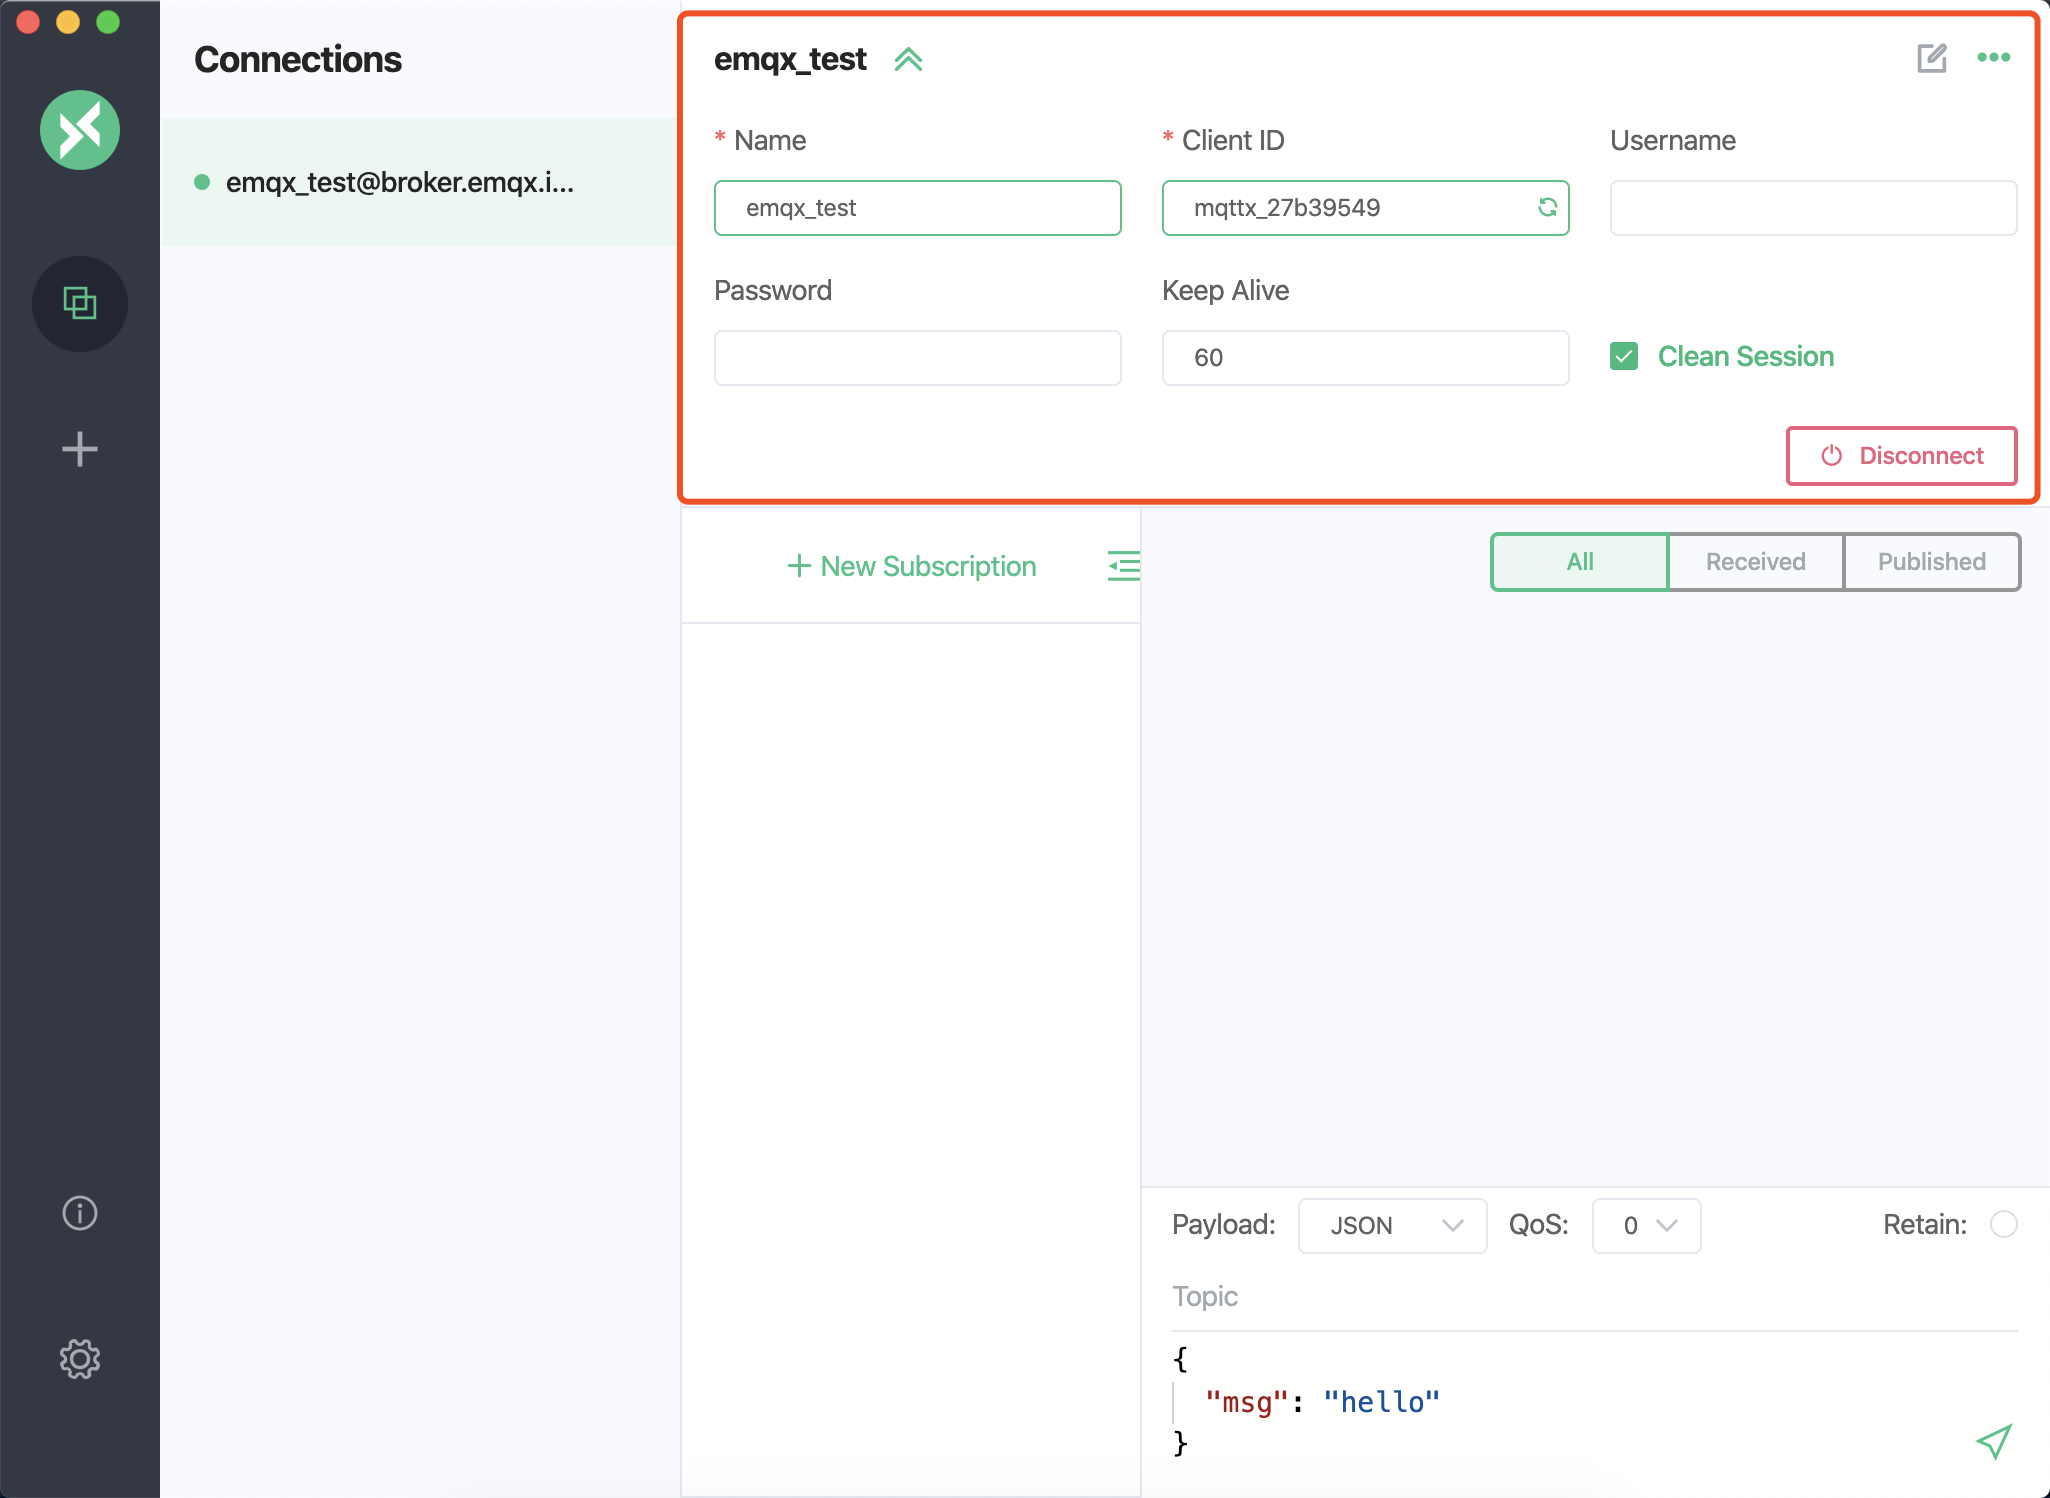 Connections
emqx_test@broker.emqx.i...
emqx_test
* Name
* Client ID
Username
emqx_test
mqttx_27b39549
Password
Keep Alive
60
Clean Session
Disconnect
+ New Subscription
All
Received
Published
Payload:
JSON
QoS:
0
Retain:
Topic
{
"msg": "hello"
}